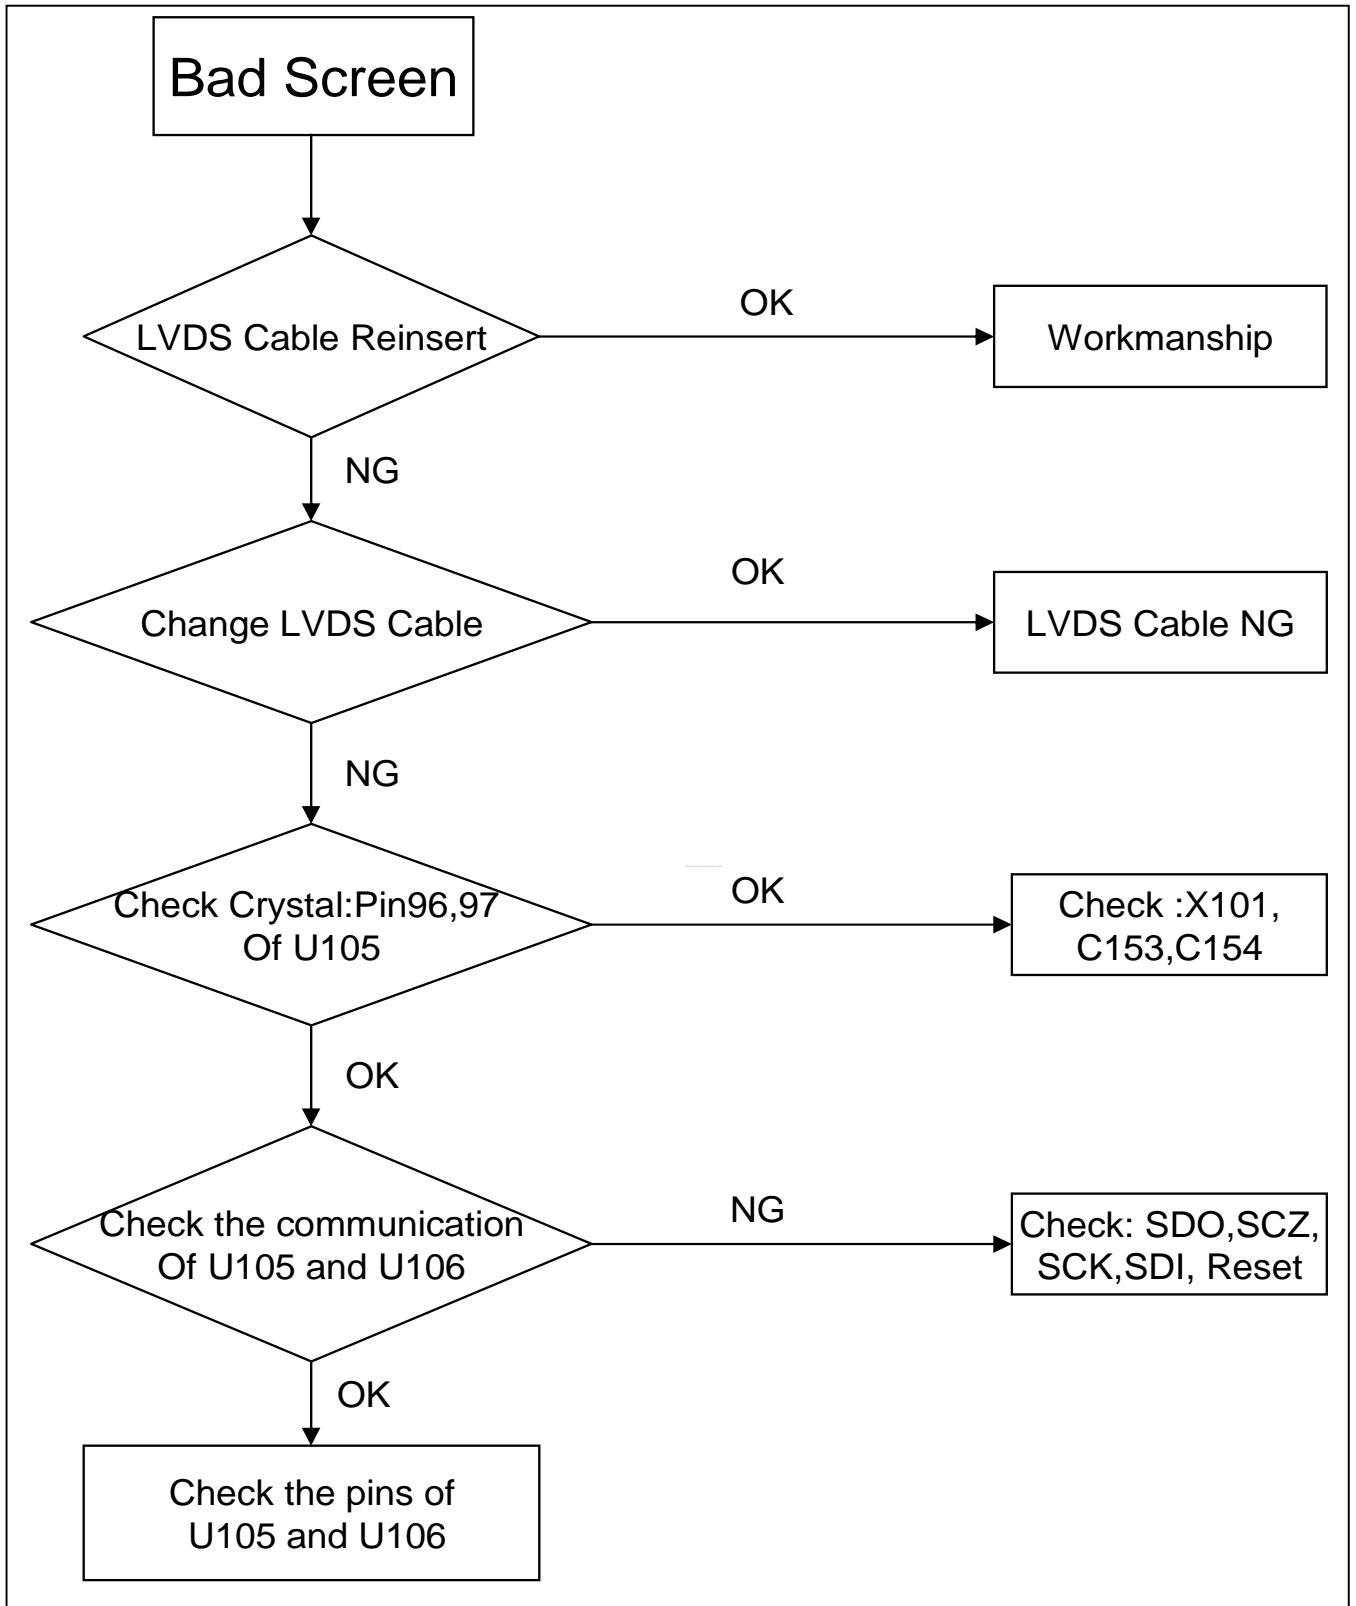 Bad Screen
OK
LVDS Cable Reinsert
Workmanship
NG
OK
Change LVDS Cable
LVDS Cable NG
NG
OK
Check Crystal:Pin96,97
Of U105
Check :X101,
C153,C154
OK
NG
Check the communication
Of U105 and U106
Check: SDO,SCZ,
SCK,SDI, Reset
OK
Check the pins of
U105 and U106